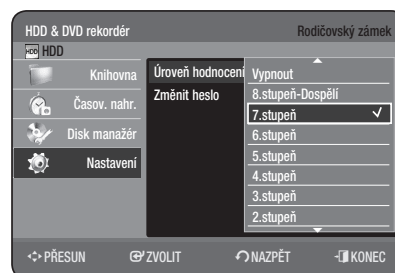 HDD & DVD rekordér Rodičovský zámek
HDD HDD
Knihovna
Časov. nahr.
Disk manažér
Nastavení
Úroveň hodnocení
Změnit heslo
Vypnout
8.stupeň-Dospělí
7.stupeň
6.stupeň
5.stupeň
4.stupeň
3.stupeň
2.stupeň
PŘESUN ZVOLIT NAZPĚT KONEC